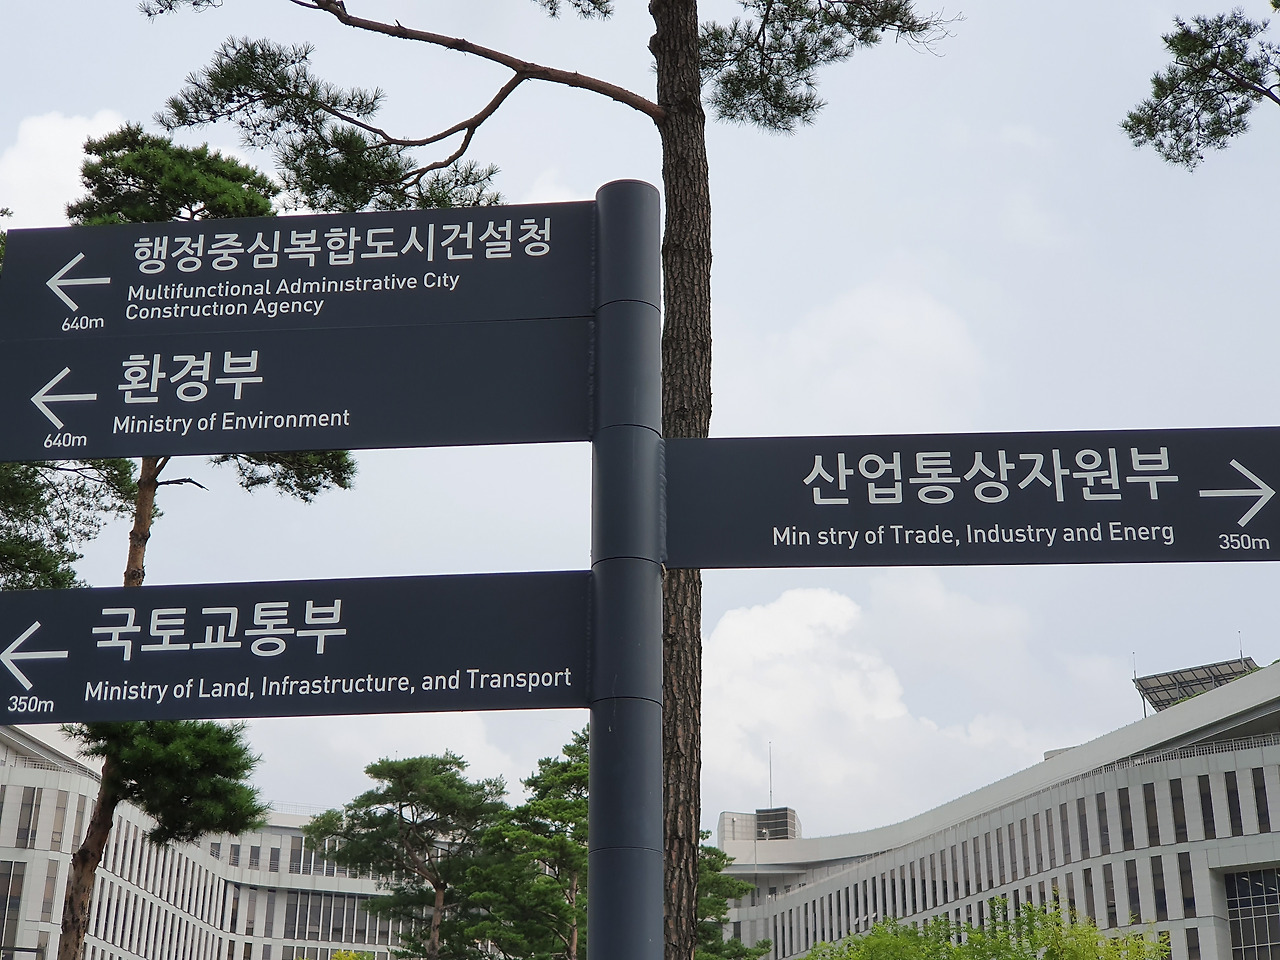 행정중심복합도시건설청
Multifunctional Administrative City
Construction Agency
640m
환경부
Ministry of Environment
640m
산업통상자원부
Min stry of Trade, Industry and Energ
350m
국토교통부
Ministry of Land, Infrastructure, and Transport
350m